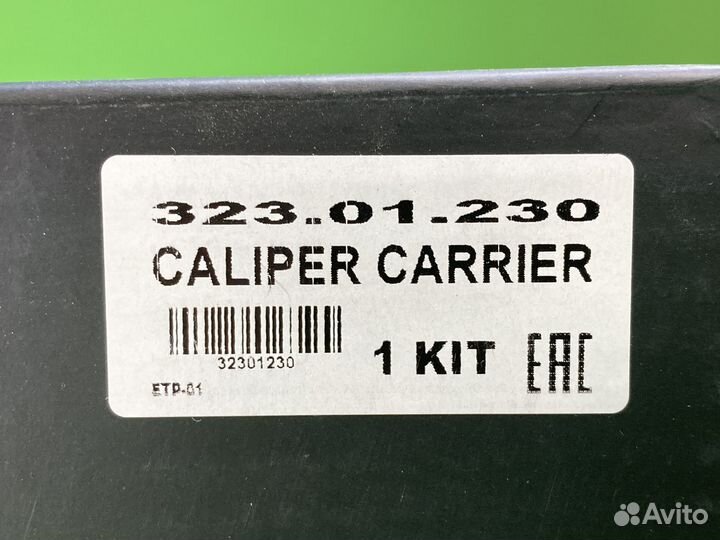 323.01.230
CALIPER CARRIER
32301230
1 KIT
EAC
ETP-01
Avito